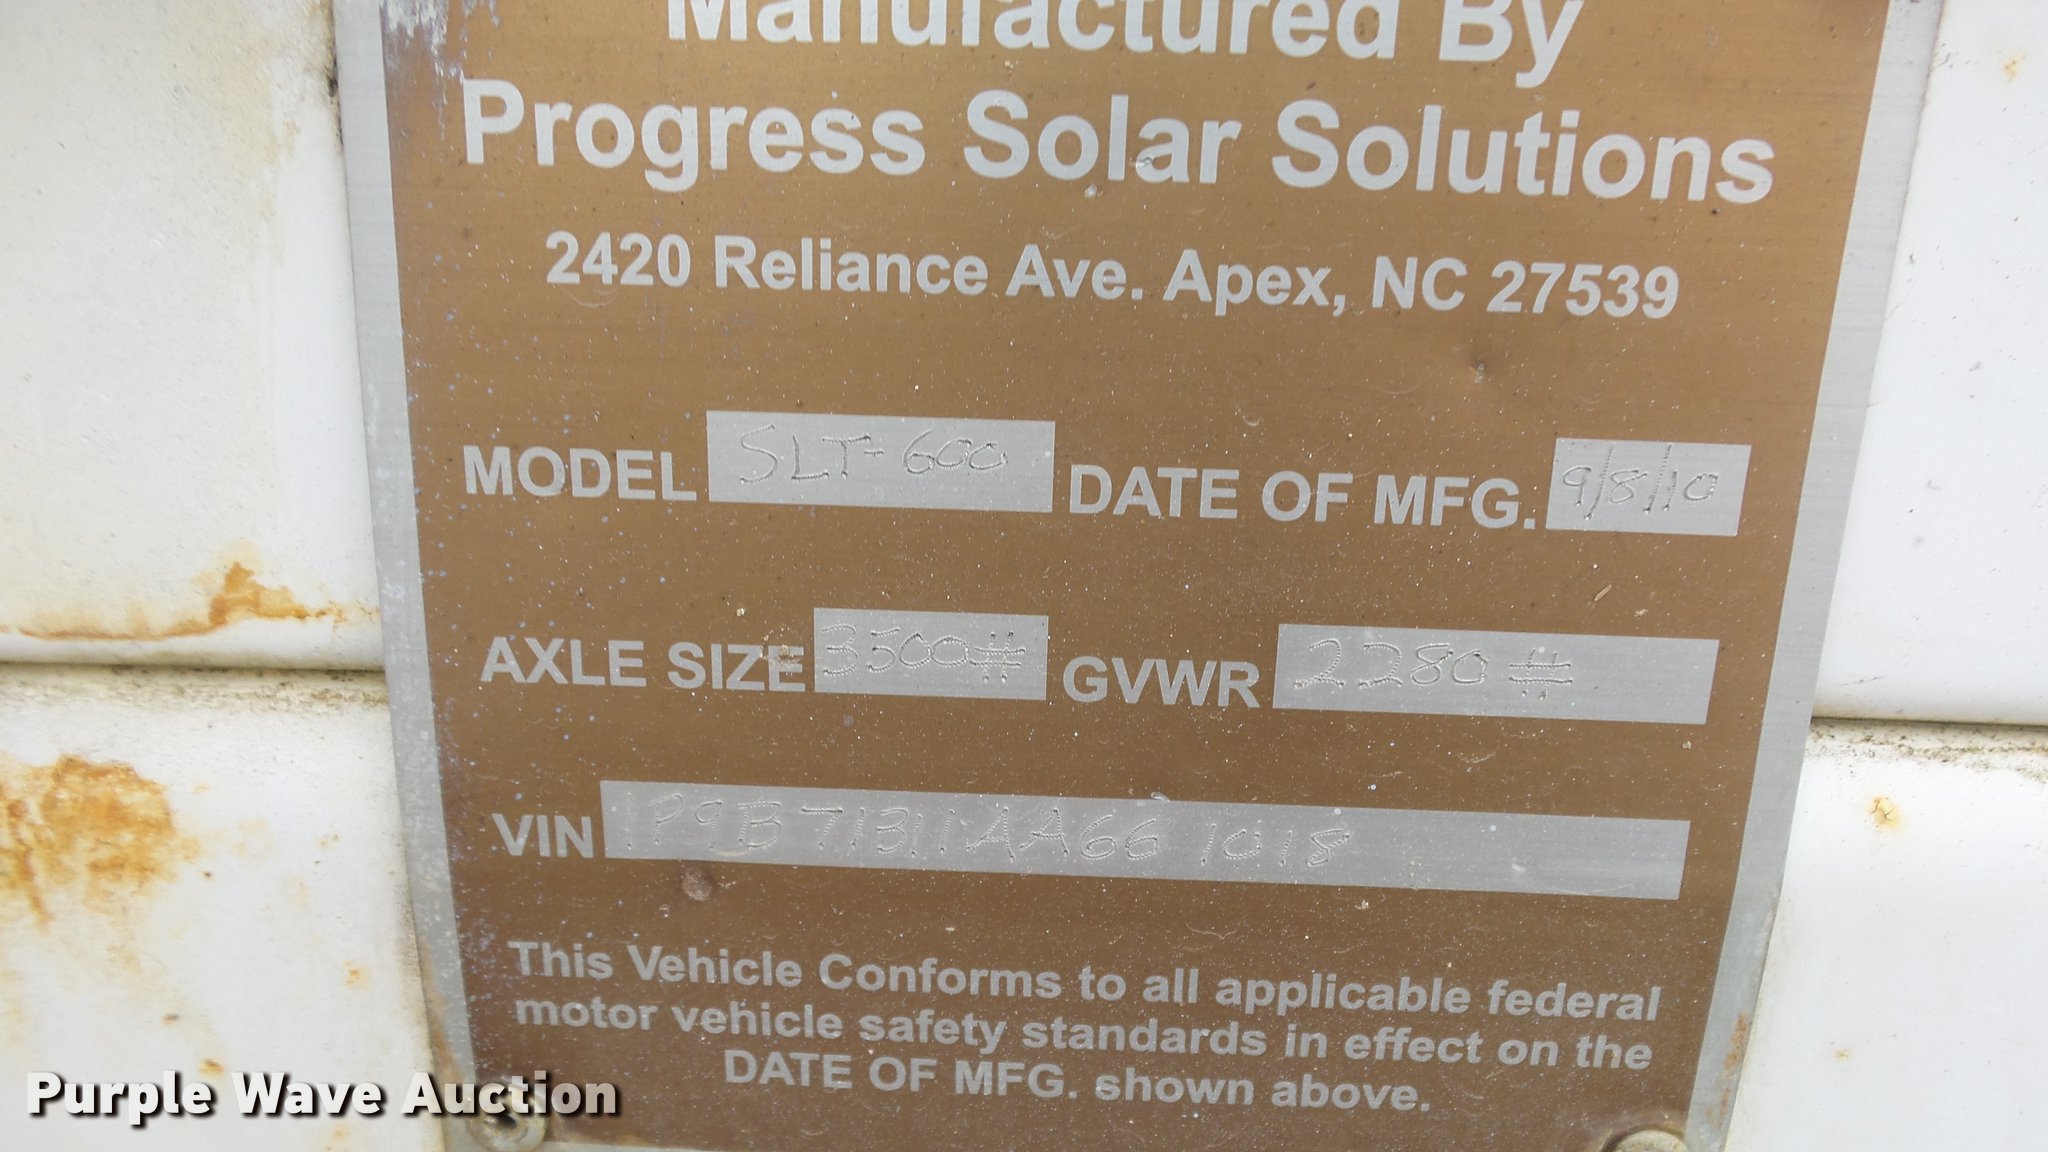 Manufactured By
Progress Solar Solutions
2420 Reliance Ave. Apex, NC 27539
MODEL SLT-600 DATE OF MFG. 9/8/10
AXLE SIZE 3500# GVWR 2280#
VIN 1P9B71311AA661018
This Vehicle Conforms to all applicable federal
motor vehicle safety standards in effect on the
DATE OF MFG. shown above.
Purple Wave Auction